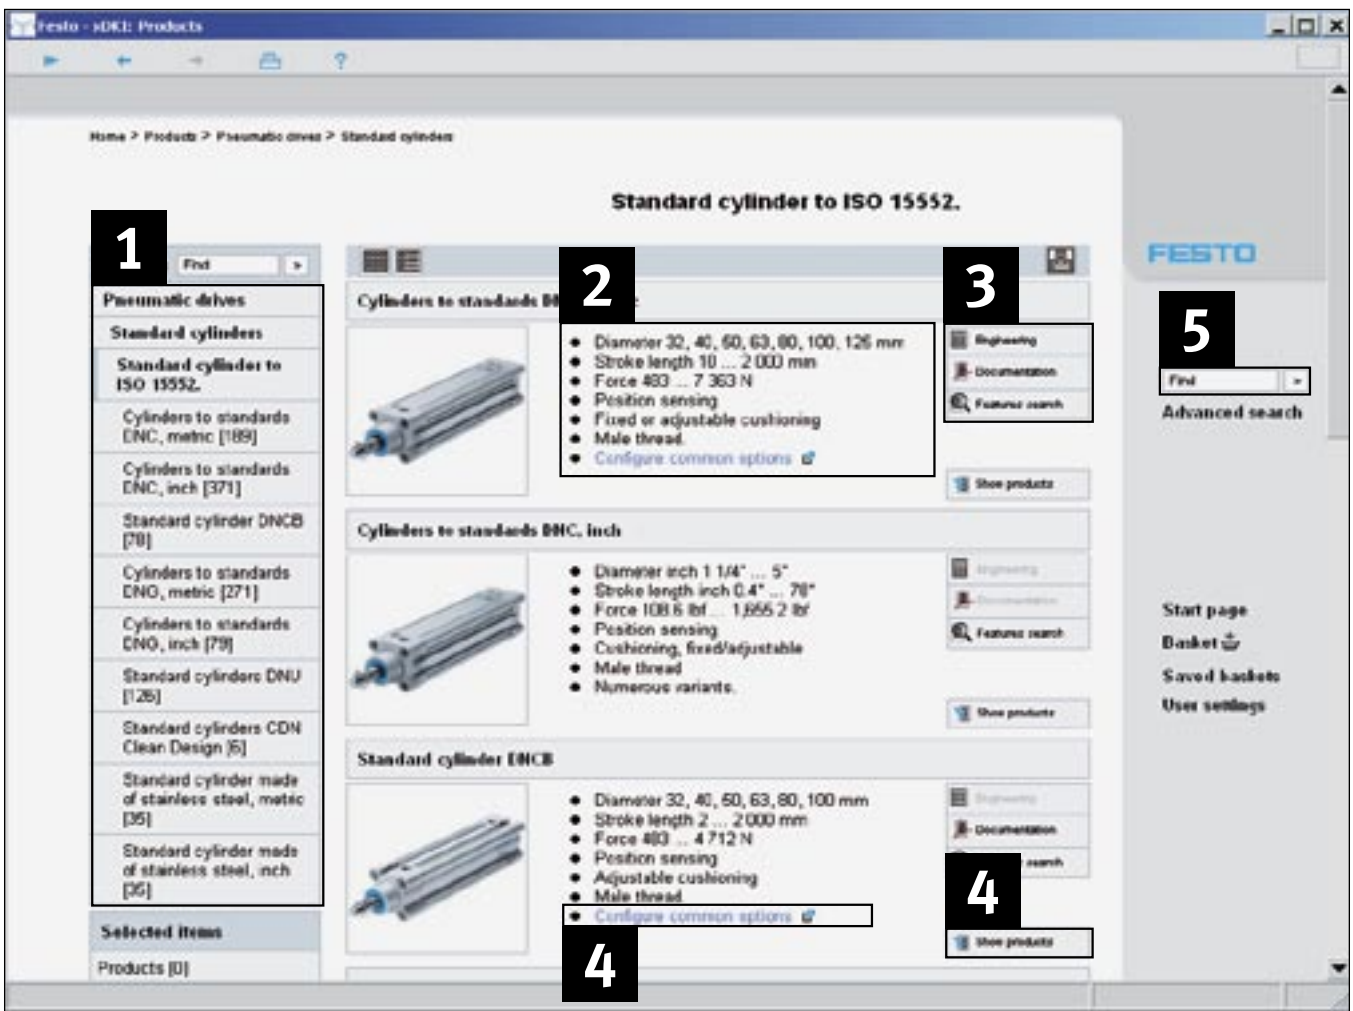 Festo - xDKI: Products
?
Home > Products > Pneumatic drives > Standard cylinders
Standard cylinder to ISO 15552.
1
Find
Pneumatic drives
Standard cylinders
Standard cylinder to
ISO 15552.
Cylinders to standards
DNC, metric [189]
Cylinders to standards
DNC, inch [371]
Standard cylinder DNCB
[78]
Cylinders to standards
DNG, metric [271]
Cylinders to standards
DNG, inch [79]
Standard cylinders DNU
[126]
Standard cylinders CDN
Clean Design [6]
Standard cylinder made
of stainless steel, metric
[35]
Standard cylinder made
of stainless steel, inch
[35]
Selected items
Products [0]
Cylinders to standards
2
● Diameter 32, 40, 50, 63, 80, 100, 125 mm
● Stroke length 10 ... 2 000 mm
● Force 483 ... 7 363 N
● Position sensing
● Fixed or adjustable cushioning
● Male thread
● Configure common options
3
Engineering
Documentation
Features search
Show products
Cylinders to standards DNC, inch
● Diameter inch 1 1/4" ... 5"
● Stroke length inch 0.4" ... 78"
● Force 108.6 lbf ... 1,655.2 lbf
● Position sensing
● Cushioning, fixed/adjustable
● Male thread
● Numerous variants.
Engineering
Documentation
Features search
Show products
Standard cylinder DNCB
● Diameter 32, 40, 50, 63, 80, 100 mm
● Stroke length 2 ... 2000 mm
● Force 483 ... 4 712 N
● Position sensing
● Adjustable cushioning
● Male thread
● Configure common options
4
Engineering
Documentation
search
4
Show products
FESTO
5
Find
Advanced search
Start page
Basket
Saved baskets
User settings